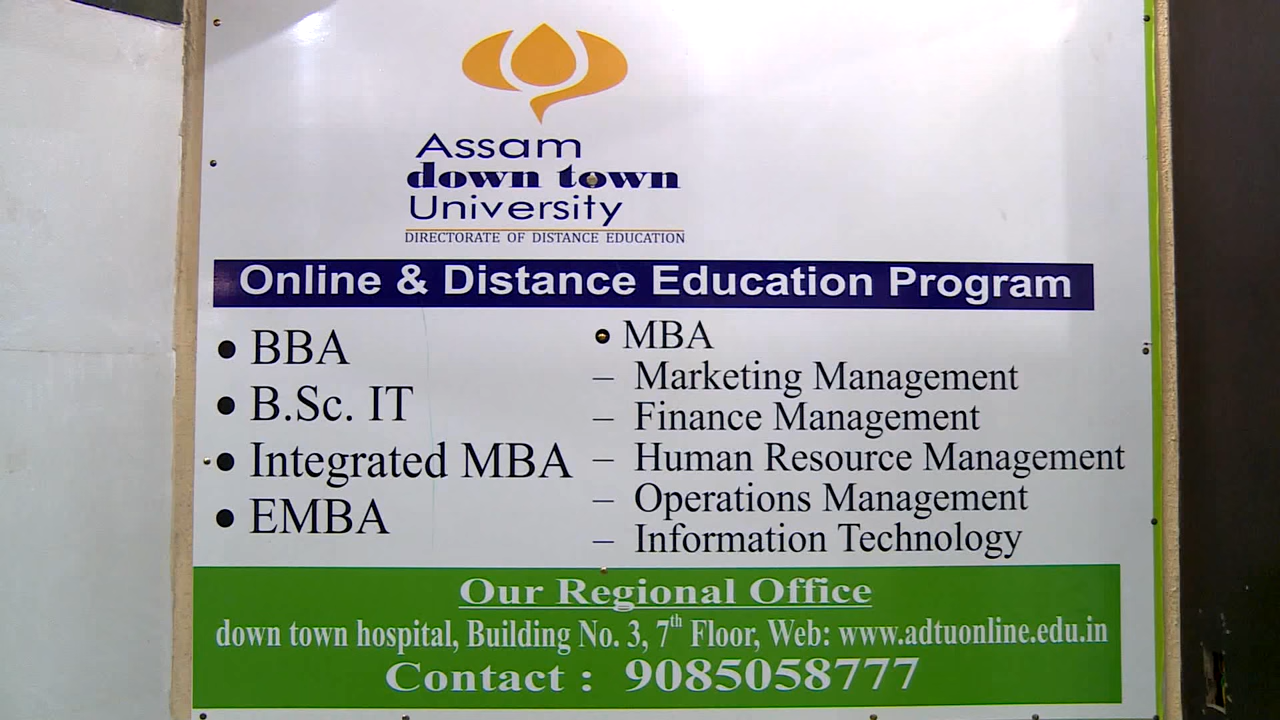 Assam
down town
University
DIRECTORATE OF DISTANCE EDUCATION
Online & Distance Education Program
• BBA
• B.Sc. IT
• Integrated MBA
• EMBA
• MBA
– Marketing Management
– Finance Management
– Human Resource Management
– Operations Management
– Information Technology
Our Regional Office
down town hospital, Building No. 3, 7th Floor, Web: www.adtuonline.edu.in
Contact : 9085058777